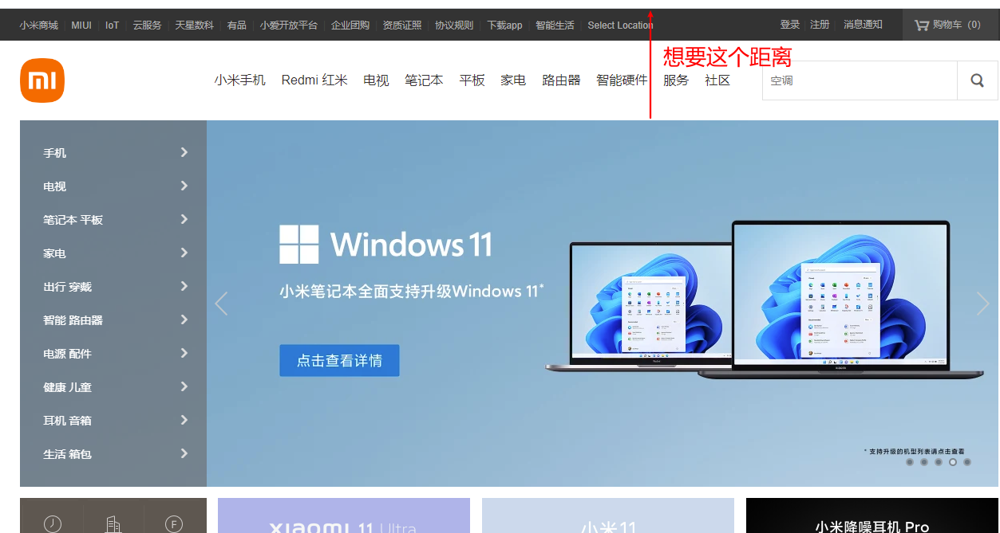 小米商城 MIUI IoT 云服务 天星数科 有品 小爱开放平台 企业团购 资质证照 协议规则 下载app 智能生活 Select Location 登录 注册 消息通知 购物车（0）
想要这个距离
小米手机 Redmi 红米 电视 笔记本 平板 家电 路由器 智能硬件 服务 社区 空调
手机
电视
笔记本 平板
家电
出行 穿戴
智能 路由器
电源 配件
健康 儿童
耳机 音箱
生活 箱包
Windows 11
小米笔记本全面支持升级Windows 11*
点击查看详情
* 支持升级的机型列表请点击查看
xiaomi 11 Ultra
小米11
小米降噪耳机 Pro